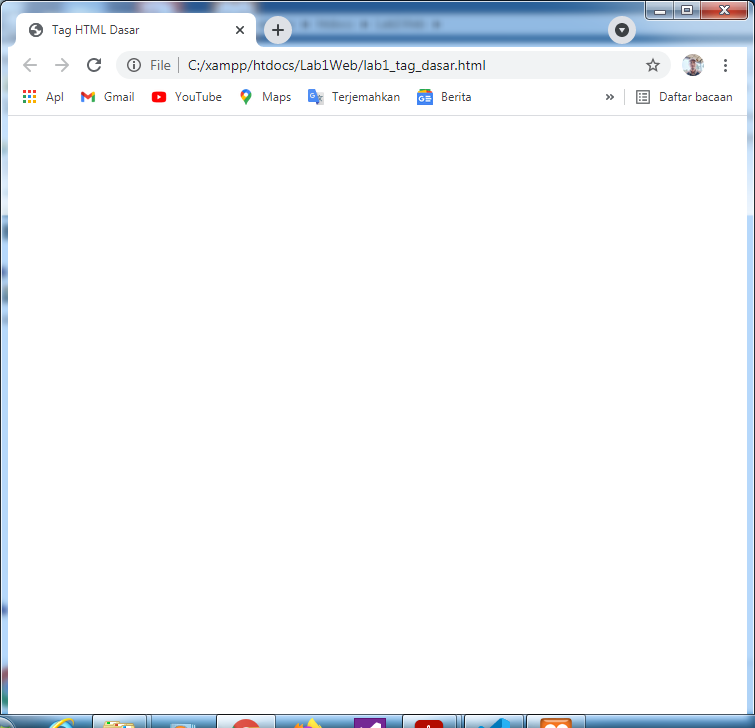 Tag HTML Dasar
File C:/xampp/htdocs/Lab1Web/lab1_tag_dasar.html
Apl Gmail YouTube Maps Terjemahkan Berita » Daftar bacaan